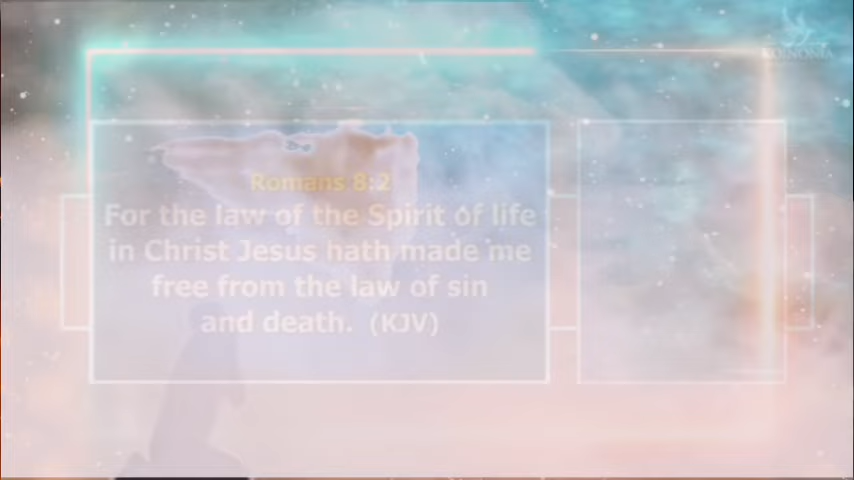 KOINONIA
Romans 8:2
For the law of the Spirit of life
in Christ Jesus hath made me
free from the law of sin
and death. (KJV)